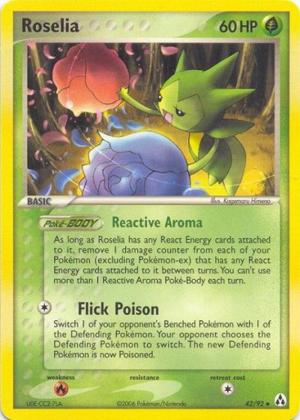 Roselia
60 HP
BASIC
Illus. Kagemaru Himeno
Poké-BODY Reactive Aroma
As long as Roselia has any React Energy cards attached
to it, remove 1 damage counter from each of your
Pokémon (excluding Pokémon-ex) that has any React
Energy cards attached to it between turns. You can't use
more than 1 Reactive Aroma Poké-Body each turn.
Flick Poison
Switch 1 of your opponent's Benched Pokémon with 1 of
the Defending Pokémon. Your opponent chooses the
Defending Pokémon to switch. The new Defending
Pokémon is now Poisoned.
weakness resistance retreat cost
©2006 Pokémon/Nintendo
42/92